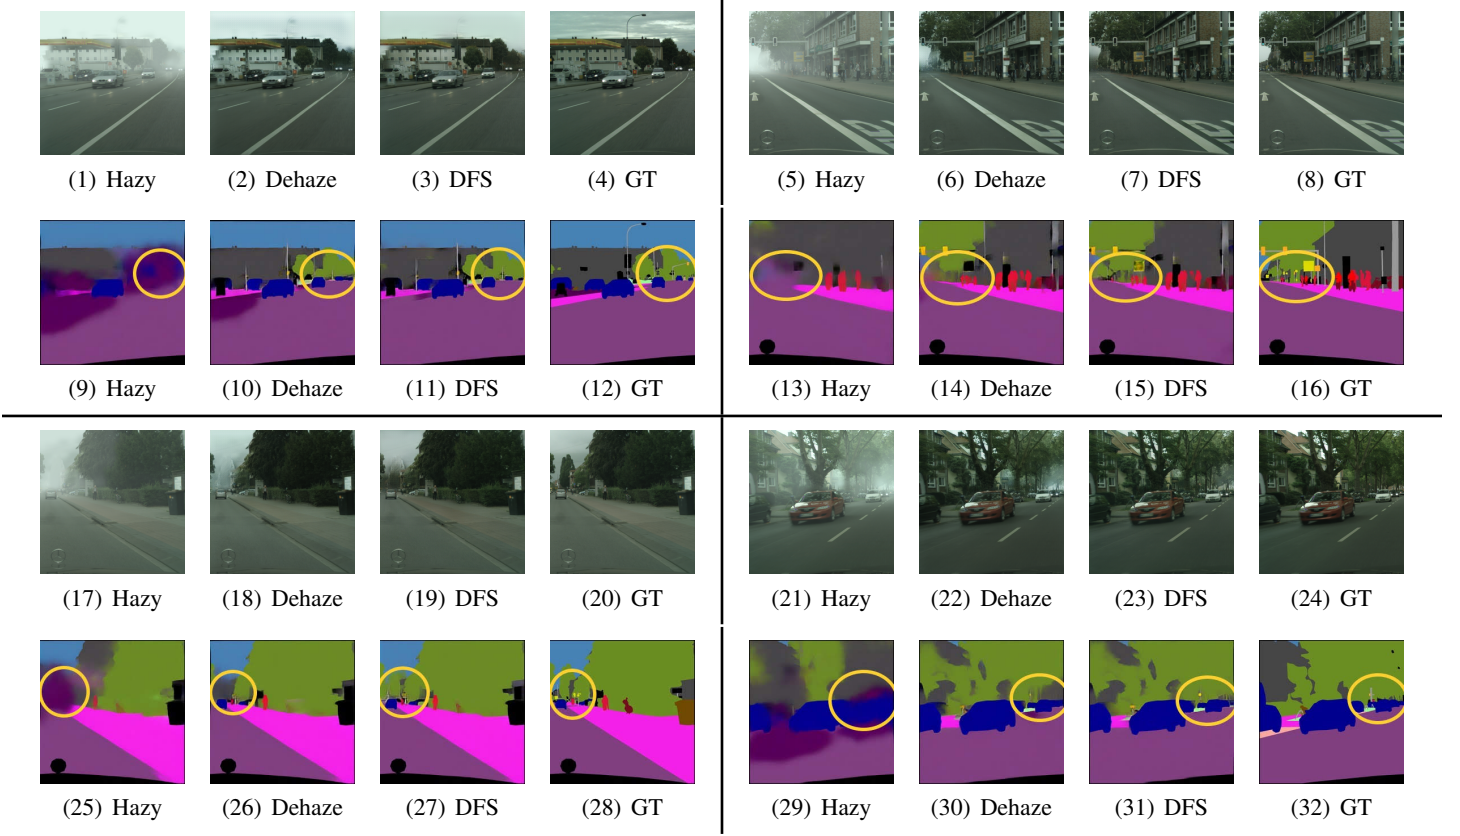 (1) Hazy (2) Dehaze (3) DFS (4) GT (5) Hazy (6) Dehaze (7) DFS (8) GT
(9) Hazy (10) Dehaze (11) DFS (12) GT (13) Hazy (14) Dehaze (15) DFS (16) GT
(17) Hazy (18) Dehaze (19) DFS (20) GT (21) Hazy (22) Dehaze (23) DFS (24) GT
(25) Hazy (26) Dehaze (27) DFS (28) GT (29) Hazy (30) Dehaze (31) DFS (32) GT